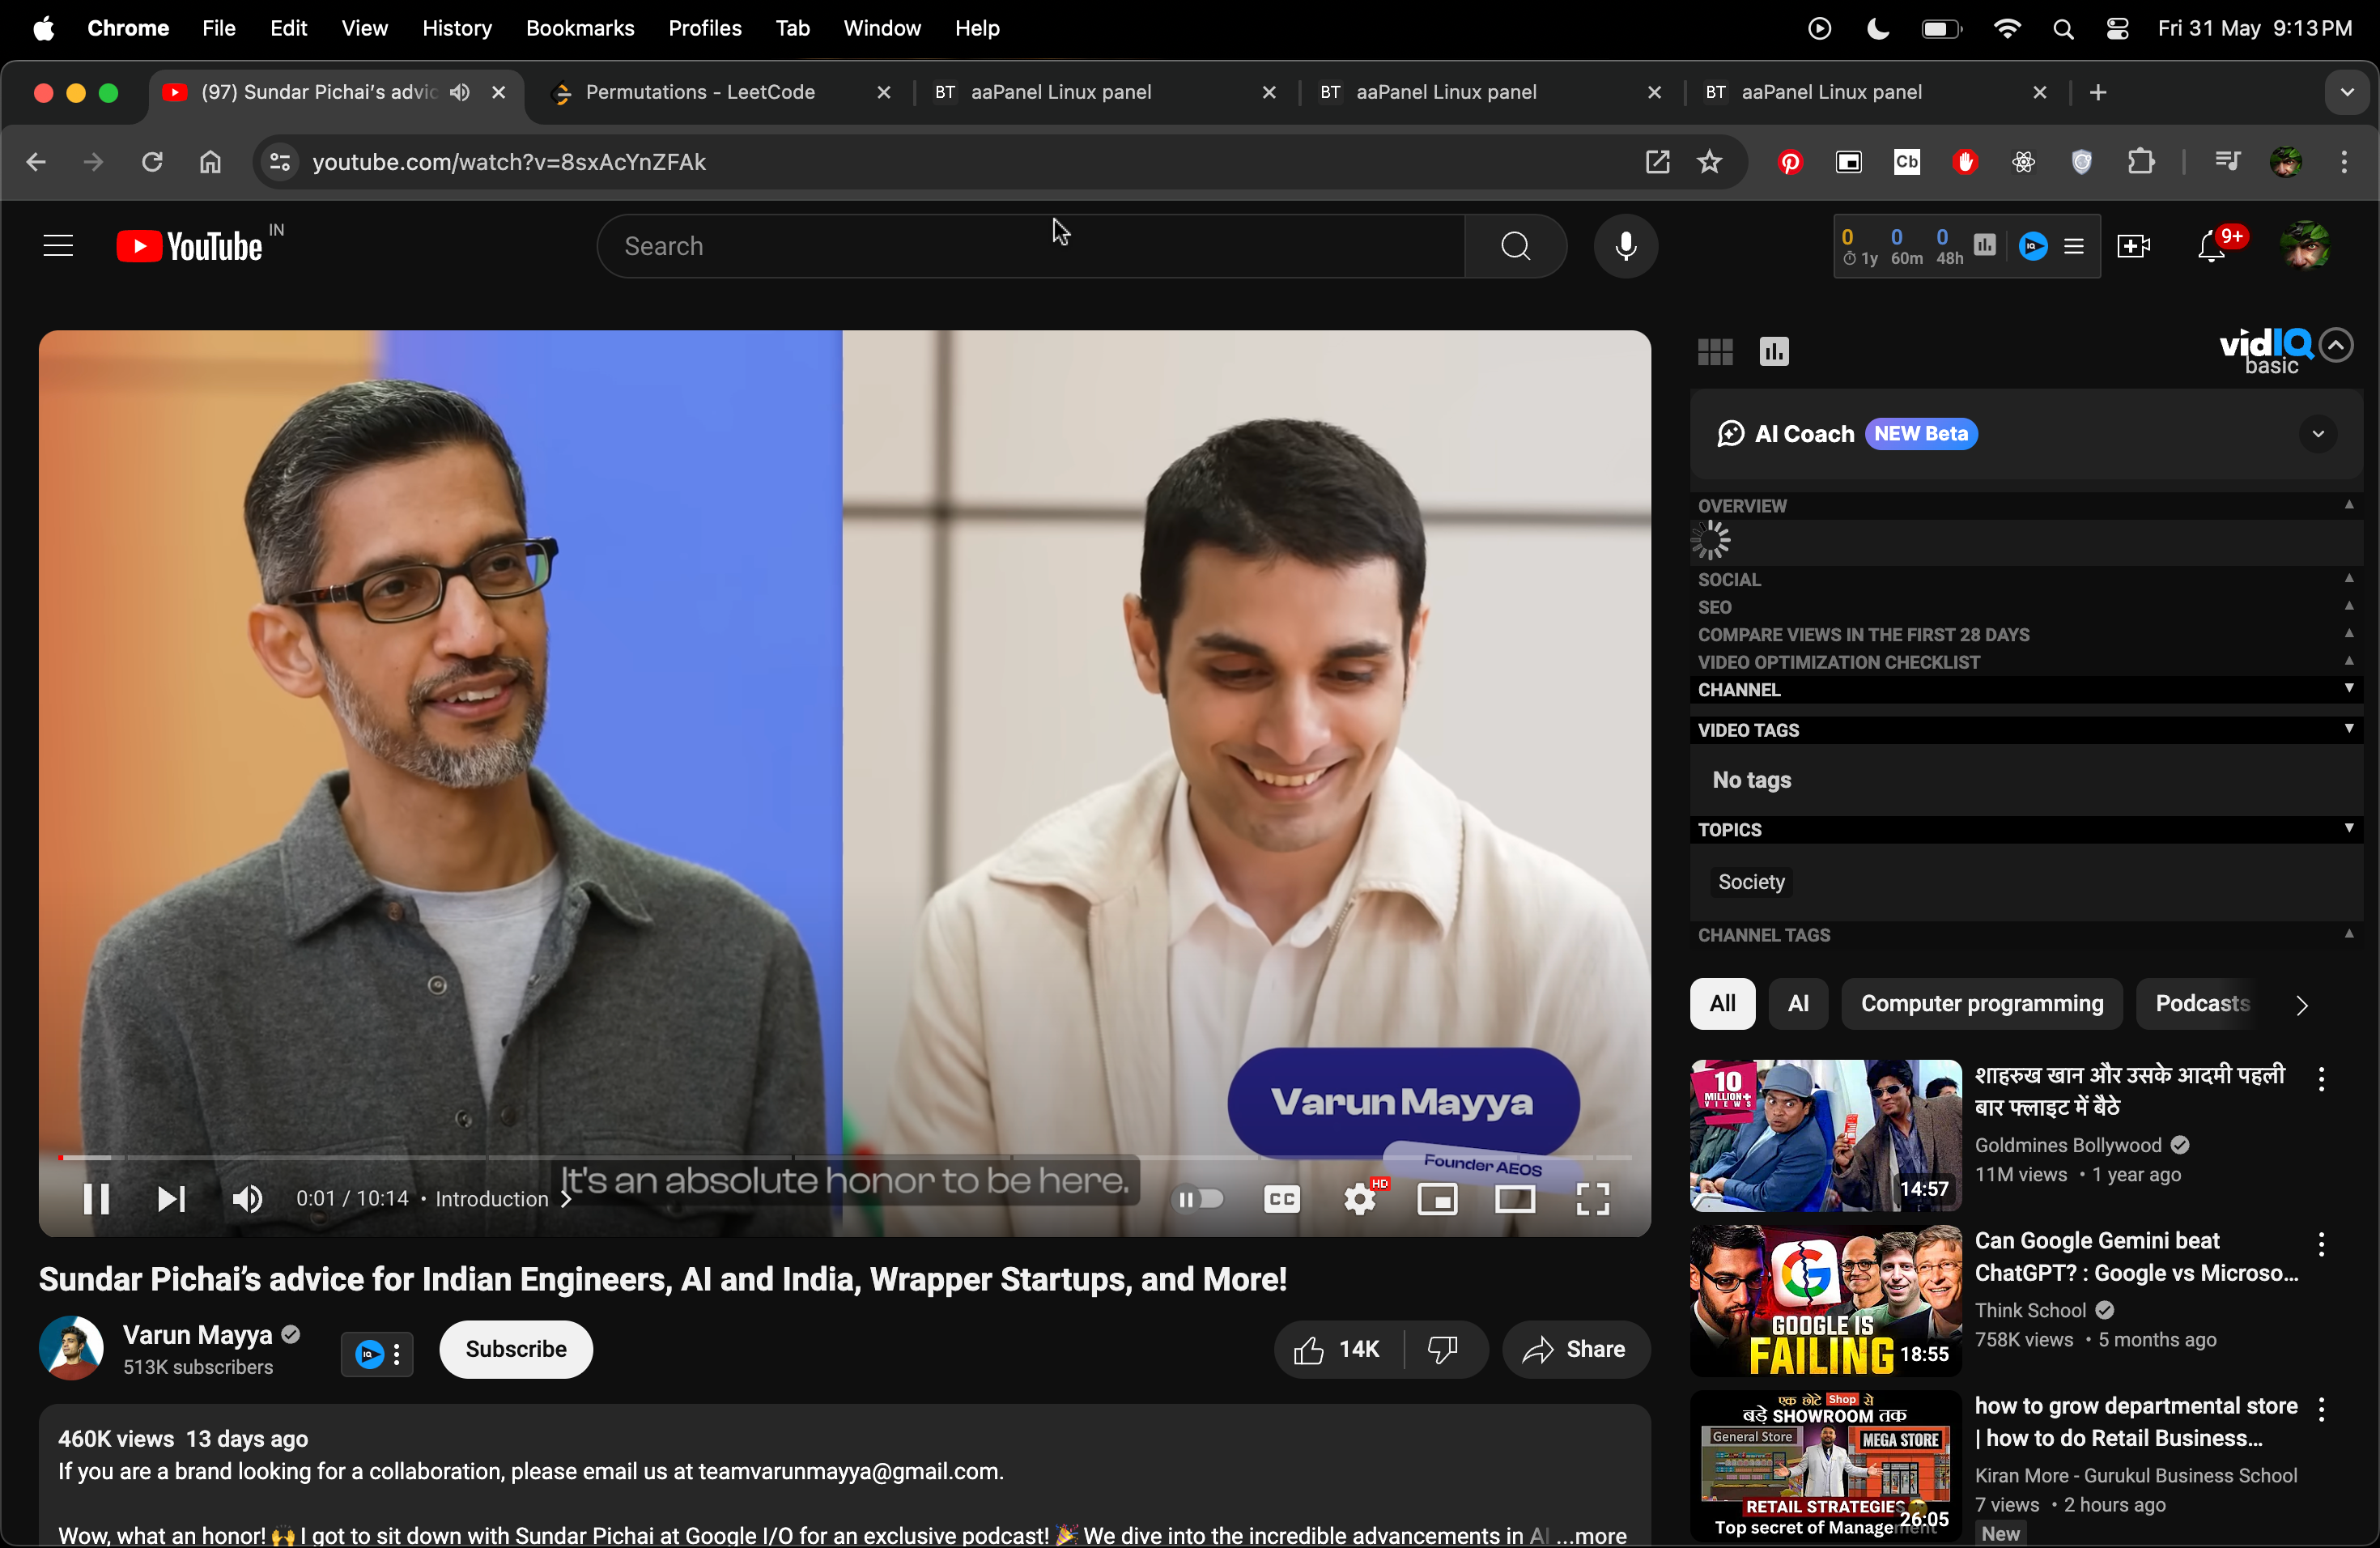 Chrome File Edit View History Bookmarks Profiles Tab Window Help Fri 31 May 9:13 PM
(97) Sundar Pichai's advic
Permutations - LeetCode
BT aaPanel Linux panel
BT aaPanel Linux panel
BT aaPanel Linux panel
youtube.com/watch?v=8sxAcYnZFAk
Cb
YouTube IN
Search
0 0 0
1y 60m 48h
9+
vidIQ
basic
AI Coach NEW Beta
OVERVIEW
SOCIAL
SEO
COMPARE VIEWS IN THE FIRST 28 DAYS
VIDEO OPTIMIZATION CHECKLIST
CHANNEL
VIDEO TAGS
No tags
TOPICS
Society
CHANNEL TAGS
Varun Mayya
Founder AEOS
It's an absolute honor to be here.
0:01 / 10:14 • Introduction
CC
HD
Sundar Pichai's advice for Indian Engineers, AI and India, Wrapper Startups, and More!
Varun Mayya
513K subscribers
IQ
Subscribe
14K
Share
460K views 13 days ago
If you are a brand looking for a collaboration, please email us at teamvarunmayya@gmail.com.
Wow, what an honor! 🙌 I got to sit down with Sundar Pichai at Google I/O for an exclusive podcast! 🎉 We dive into the incredible advancements in AI ...more
All AI Computer programming Podcasts
10
MILLION+
VIEWS
14:57
शाहरुख खान और उसके आदमी पहली
बार फ्लाइट में बैठे
Goldmines Bollywood
11M views • 1 year ago
GOOGLE IS
FAILING
18:55
Can Google Gemini beat
ChatGPT? : Google vs Microso...
Think School
758K views • 5 months ago
एक छोटे Shop से
बड़े SHOWROOM तक
General Store
MEGA STORE
RETAIL STRATEGIES
Top secret of Management
26:05
how to grow departmental store
| how to do Retail Business...
Kiran More - Gurukul Business School
7 views • 2 hours ago
New